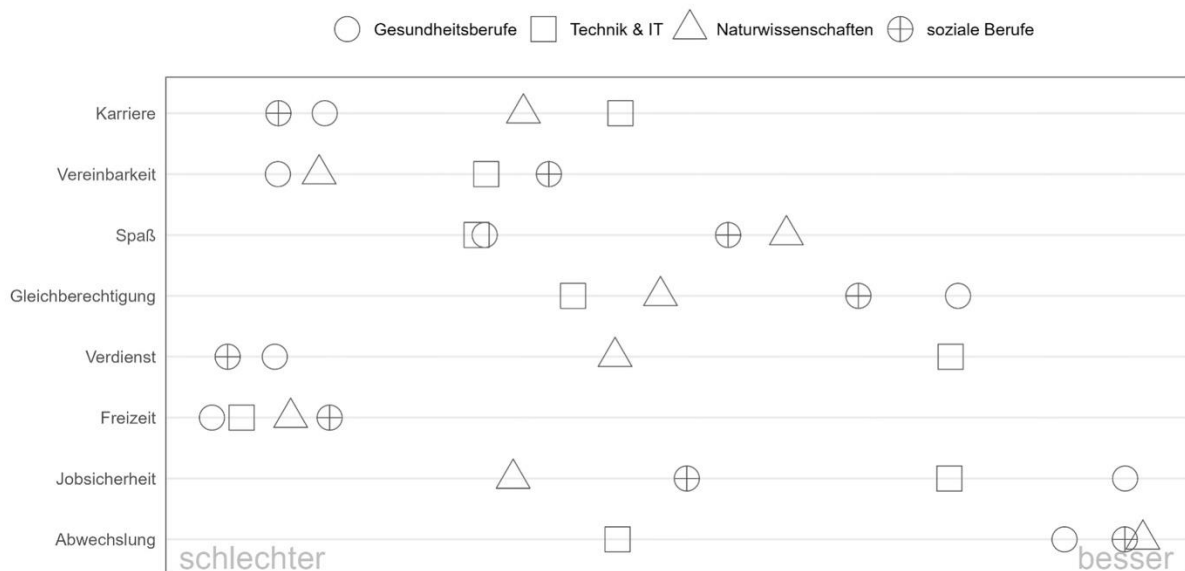 Gesundheitsberufe Technik & IT Naturwissenschaften soziale Berufe
Karriere
Vereinbarkeit
Spaß
Gleichberechtigung
Verdienst
Freizeit
Jobsicherheit
Abwechslung
schlechter besser